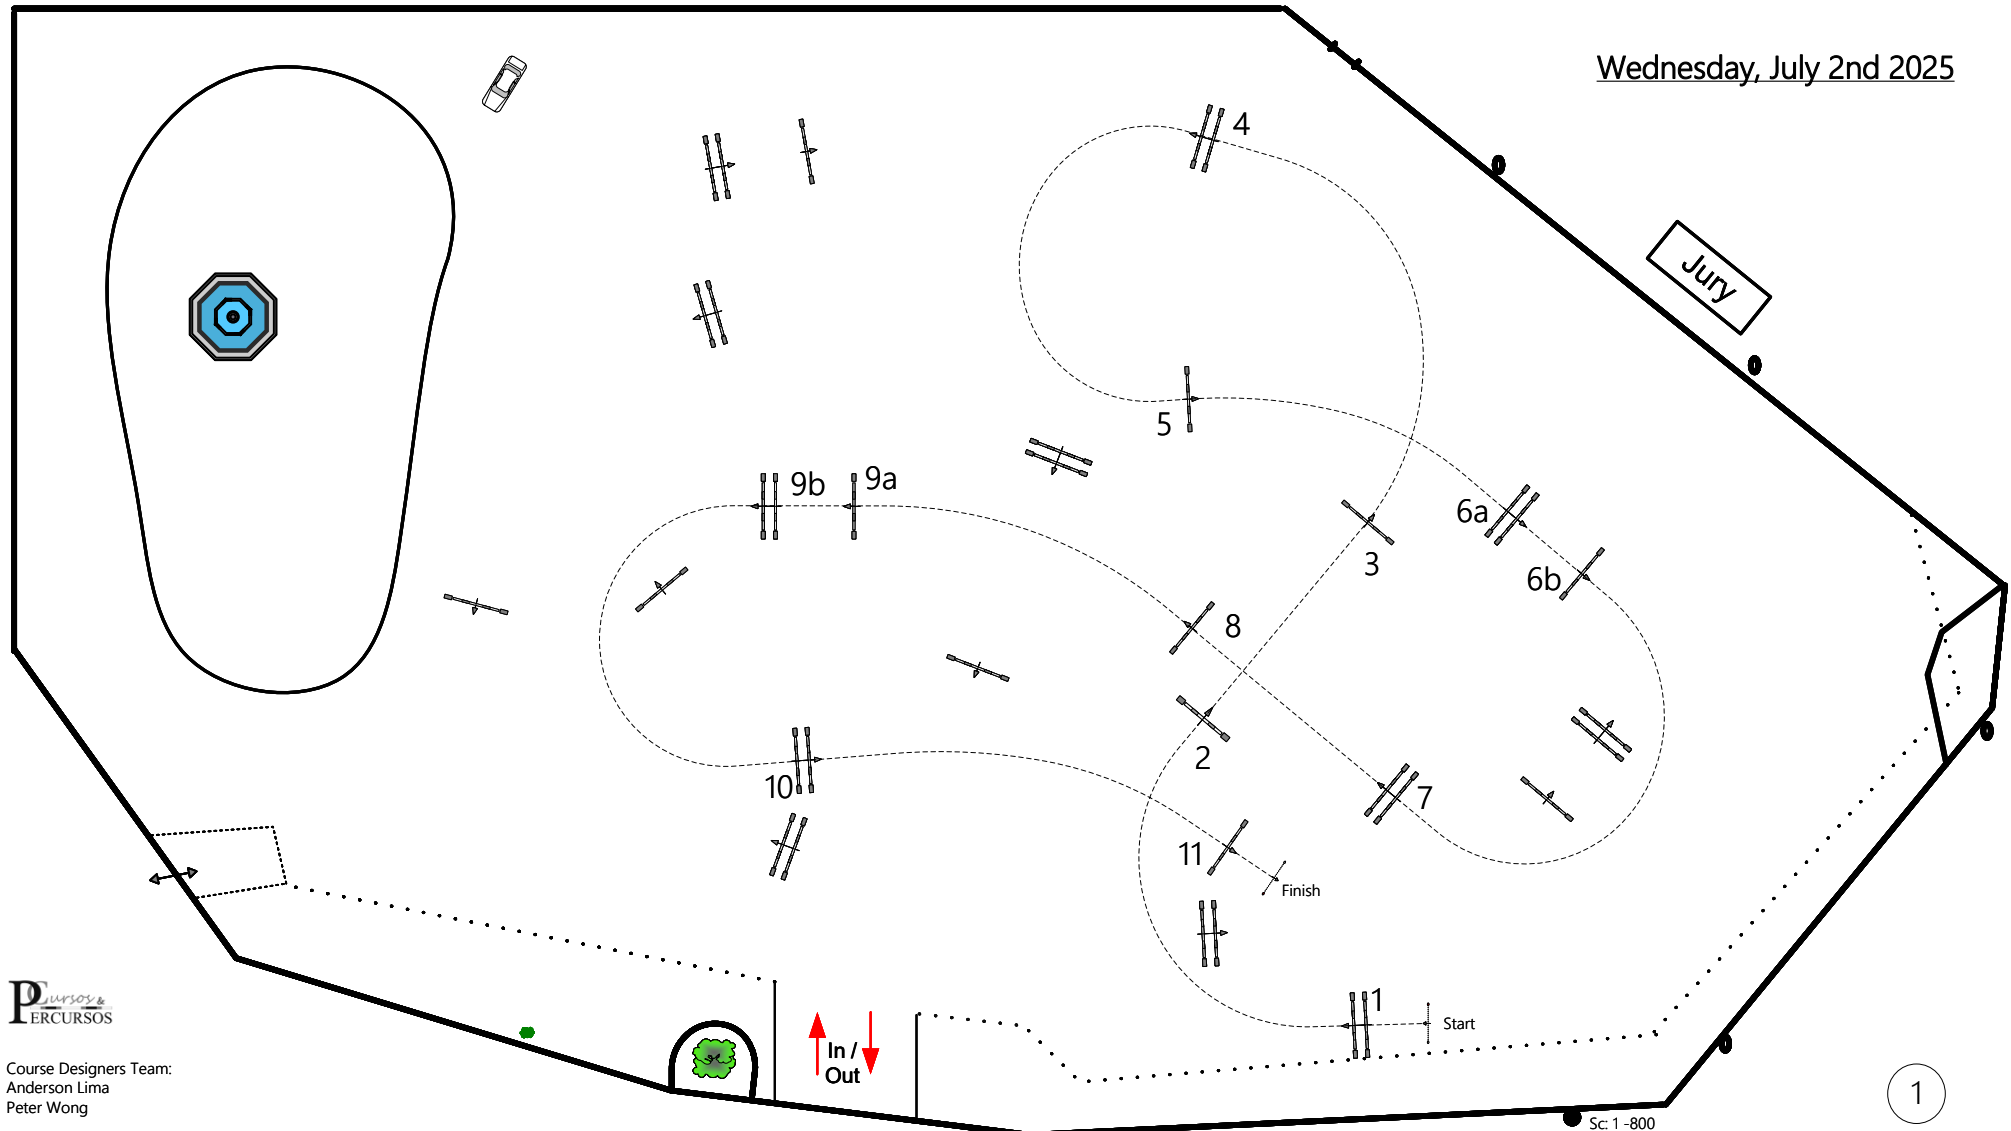 Wednesday, July 2nd 2025
4
Jury
5
9b
9a
6a
3
6b
8
2
10
7
11
Finish
1
Start
Cursos &
PERCURSOS
In /
Out
Course Designers Team:
Anderson Lima
Peter Wong
1
Sc: 1 -800